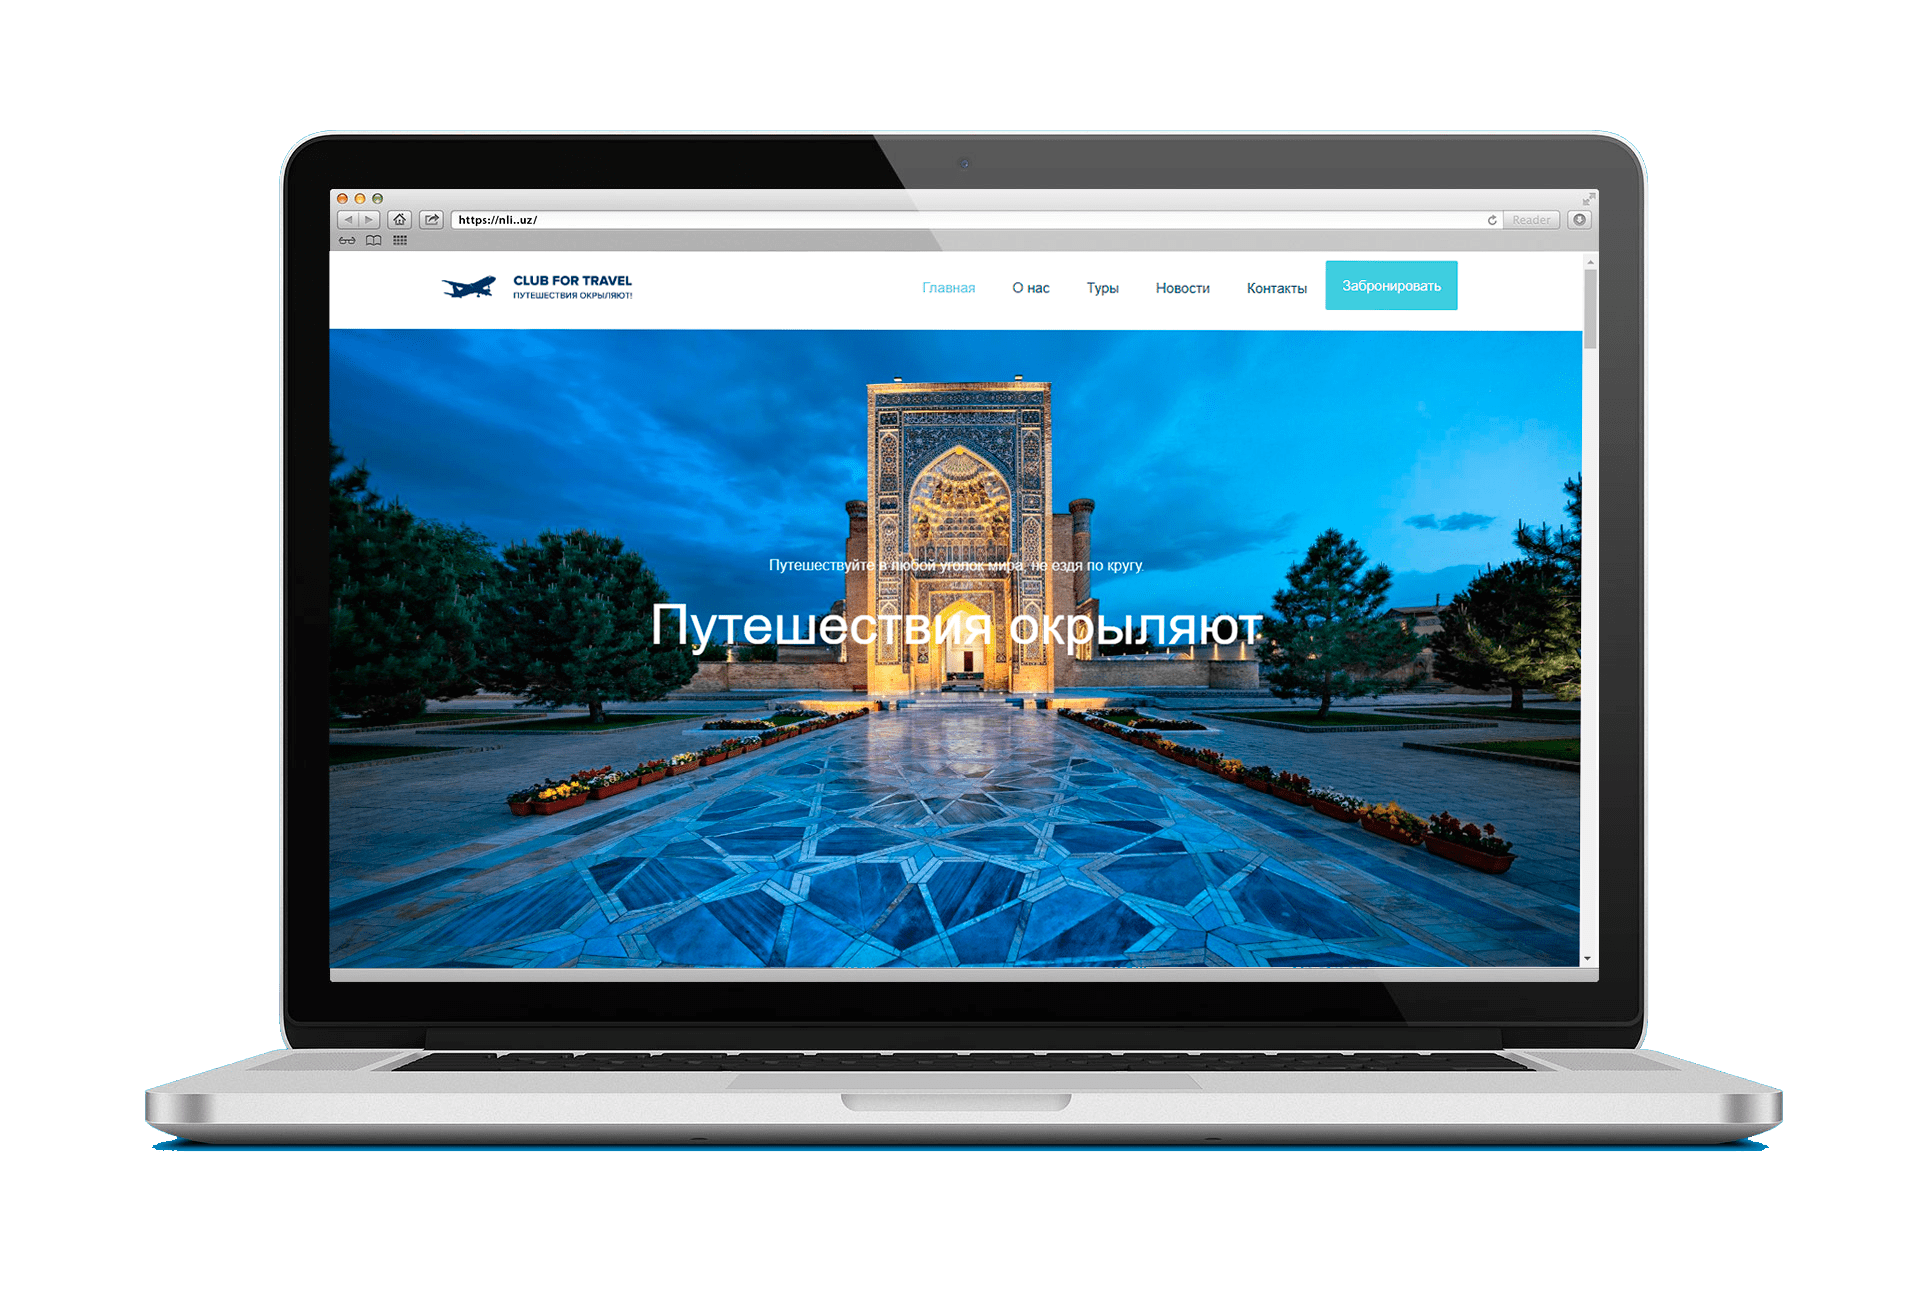 https://nli..uz/
Reader
CLUB FOR TRAVEL
ПУТЕШЕСТВИЯ ОКРЫЛЯЮТ!
Главная
О нас
Туры
Новости
Контакты
Забронировать
Путешествуйте в любой уголок мира, не ездя по кругу.
Путешествия окрыляют